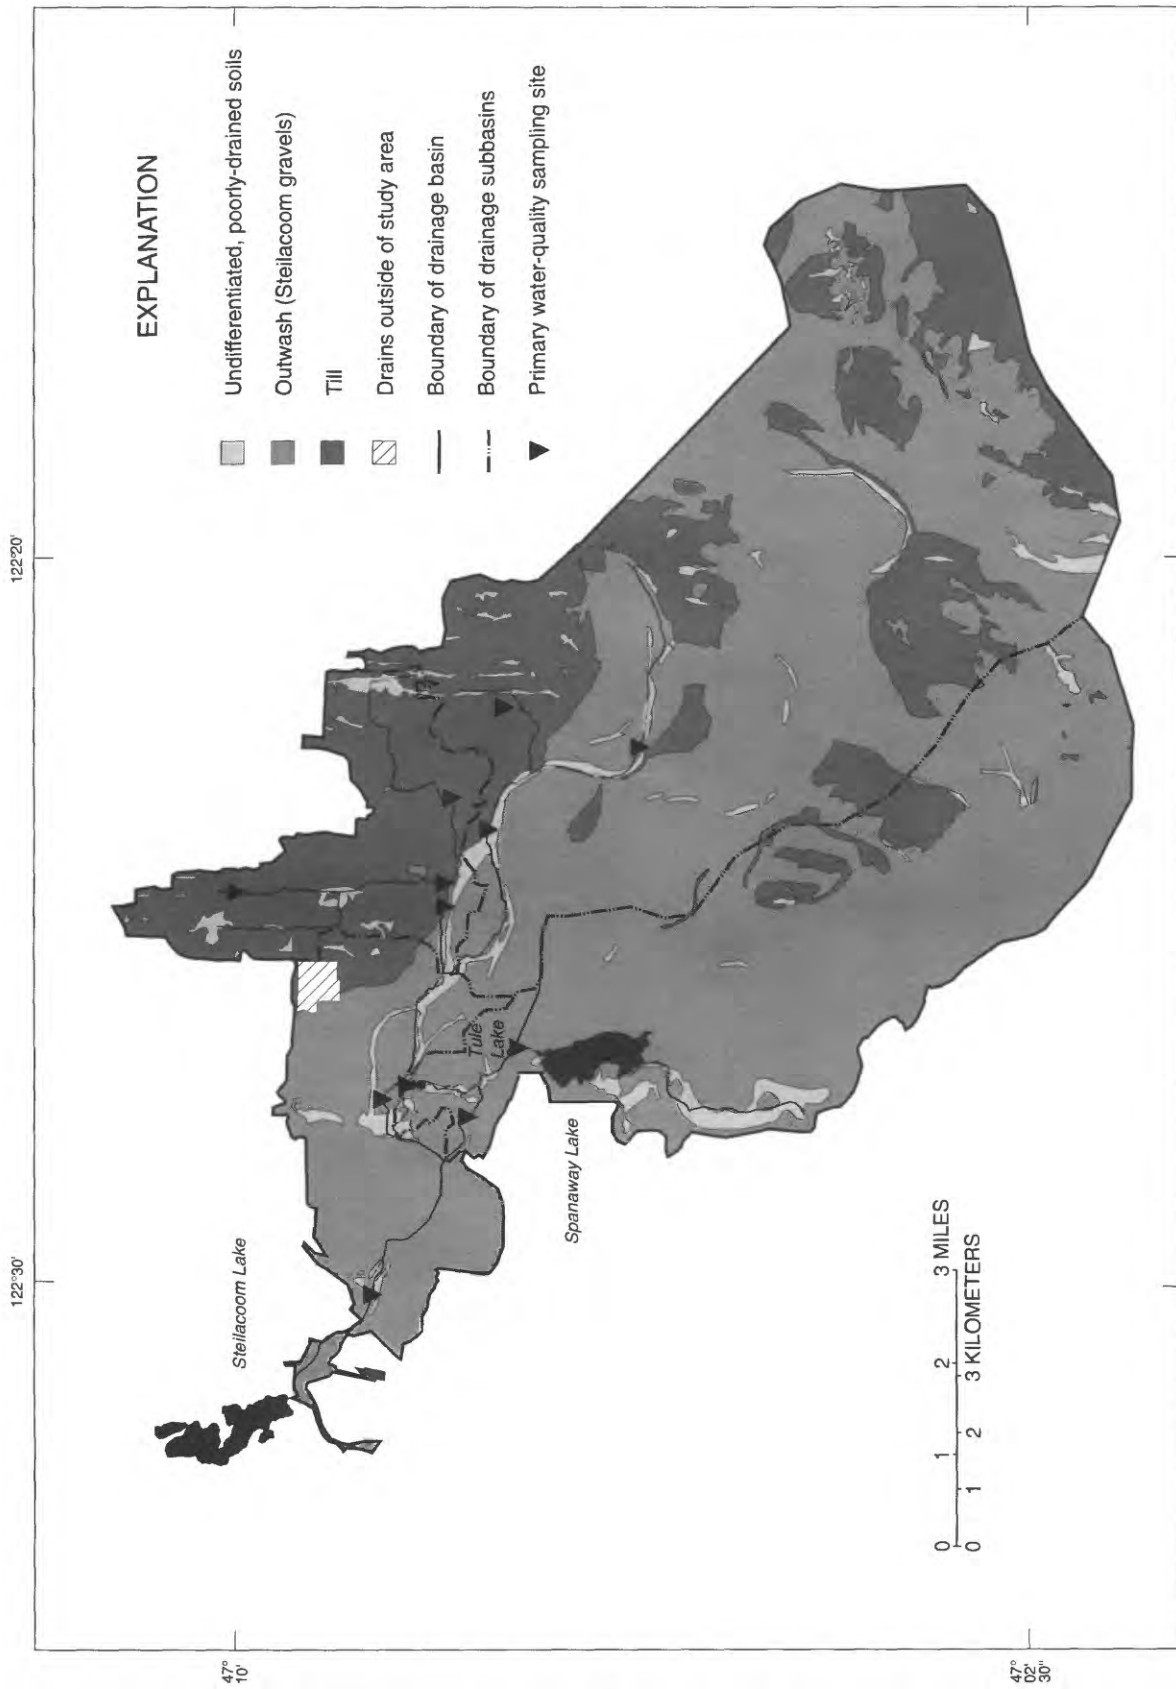 122°30'
122°20'
47°
10'
47°
02'
30"
EXPLANATION
Undifferentiated, poorly-drained soils
Outwash (Steilacoom gravels)
Till
Drains outside of study area
Boundary of drainage basin
Boundary of drainage subbasins
Primary water-quality sampling site
Steilacoom Lake
Tule
Lake
Spanaway Lake
0 1 2 3 MILES
0 1 2 3 KILOMETERS